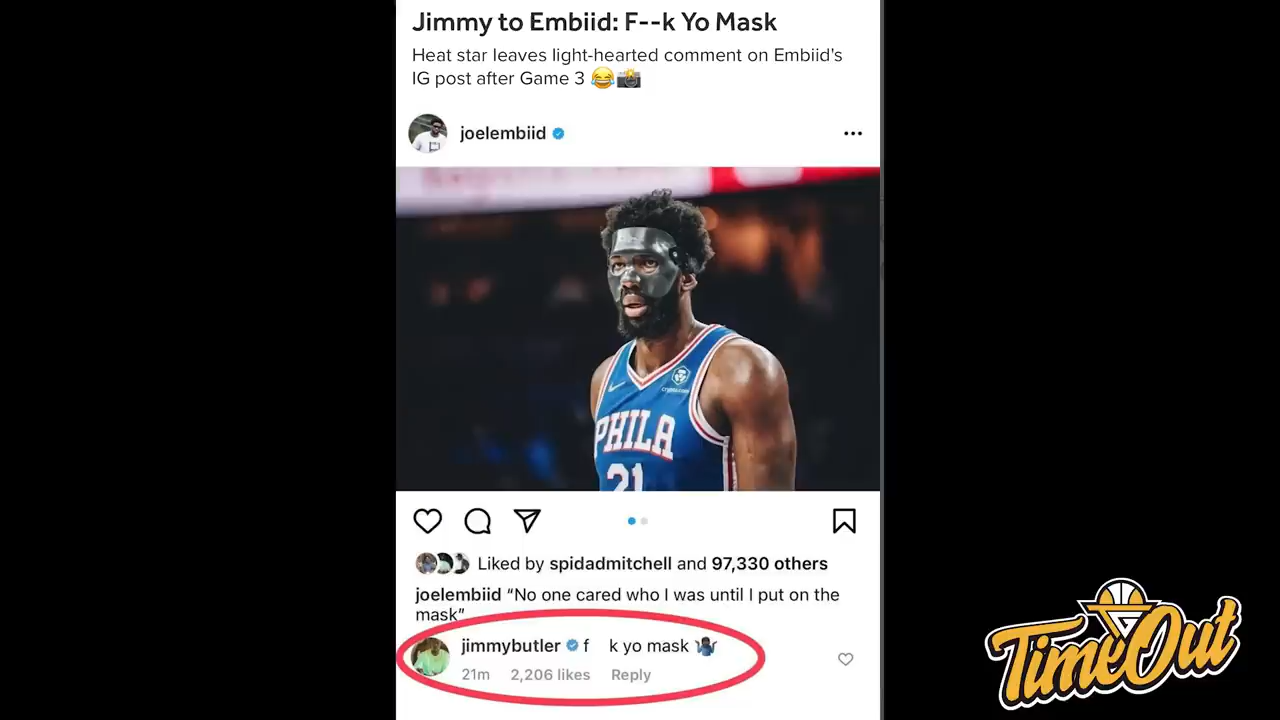 Jimmy to Embiid: F--k Yo Mask
Heat star leaves light-hearted comment on Embiid's
IG post after Game 3 😂📸
joelembiid
crypto.com
PHILA
21
Liked by spidadmitchell and 97,330 others
joelembiid “No one cared who I was until I put on the
mask”
jimmybutler f k yo mask 🤷🏿‍♂️
21m 2,206 likes Reply
TimeOut